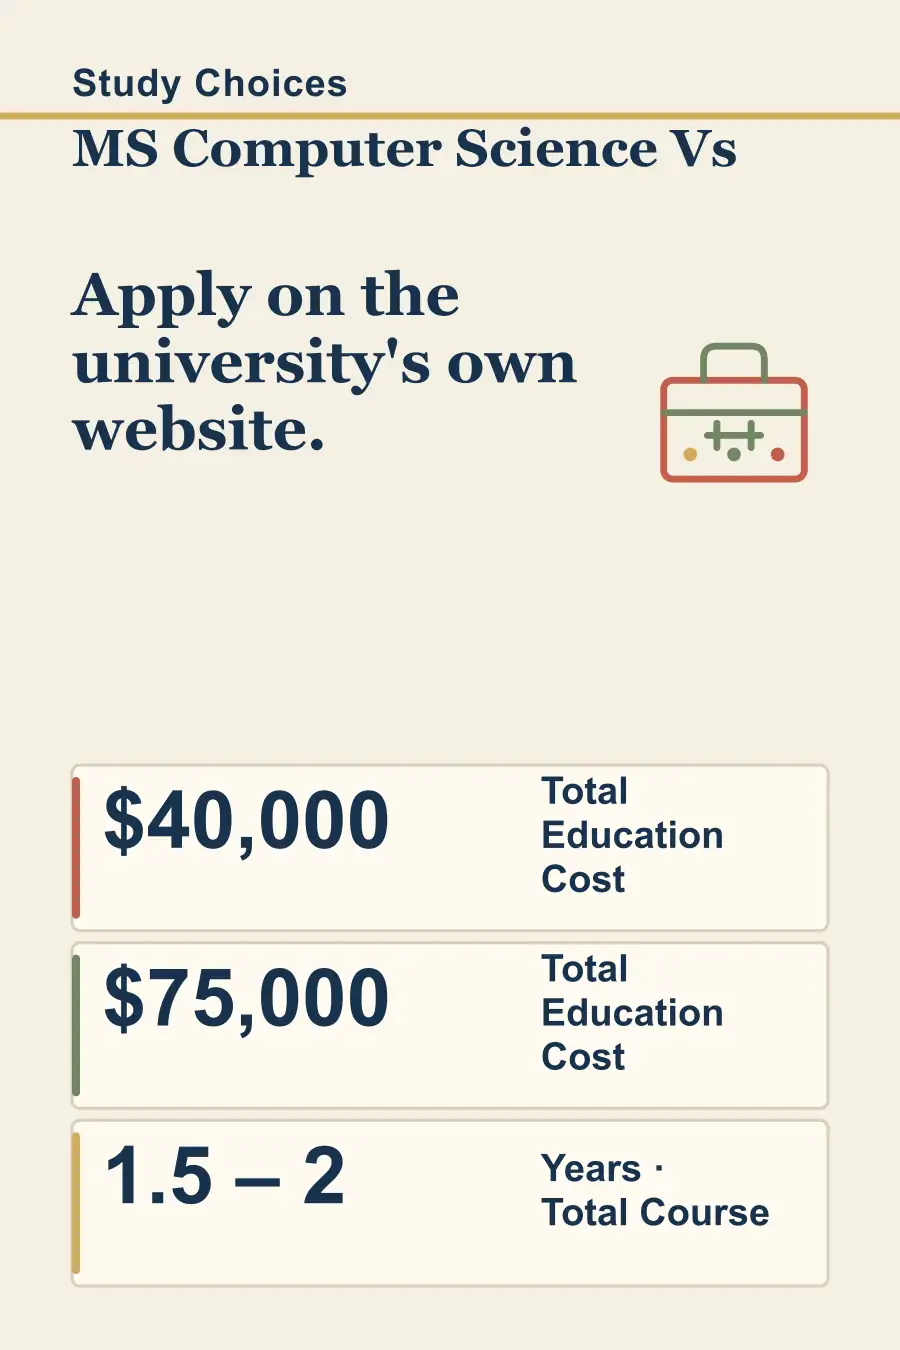 Study Choices
MS Computer Science Vs
Apply on the
university's own
website.
$40,000
Total
Education
Cost
$75,000
Total
Education
Cost
1.5 – 2
Years ·
Total Course